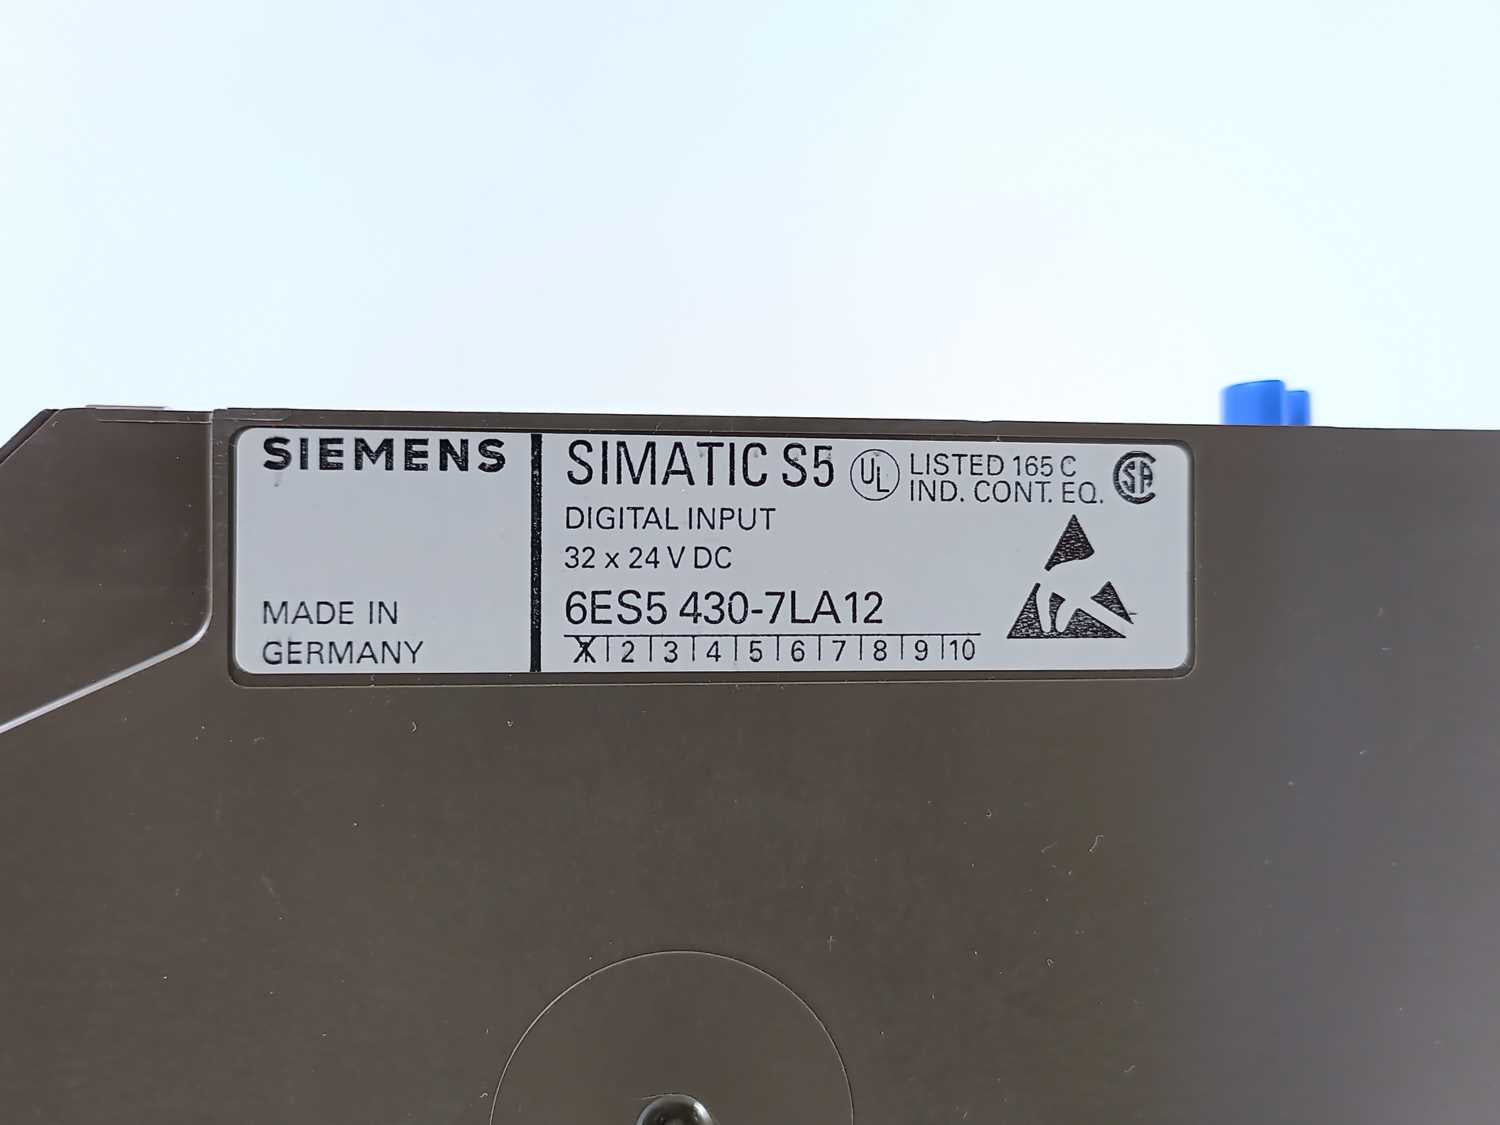 SIEMENS
MADE IN
GERMANY
SIMATIC S5
DIGITAL INPUT
32 x 24 V DC
6ES5 430-7LA12
X 2 3 4 5 6 7 8 9 10
UL LISTED 165 C
IND. CONT. EQ.
SA